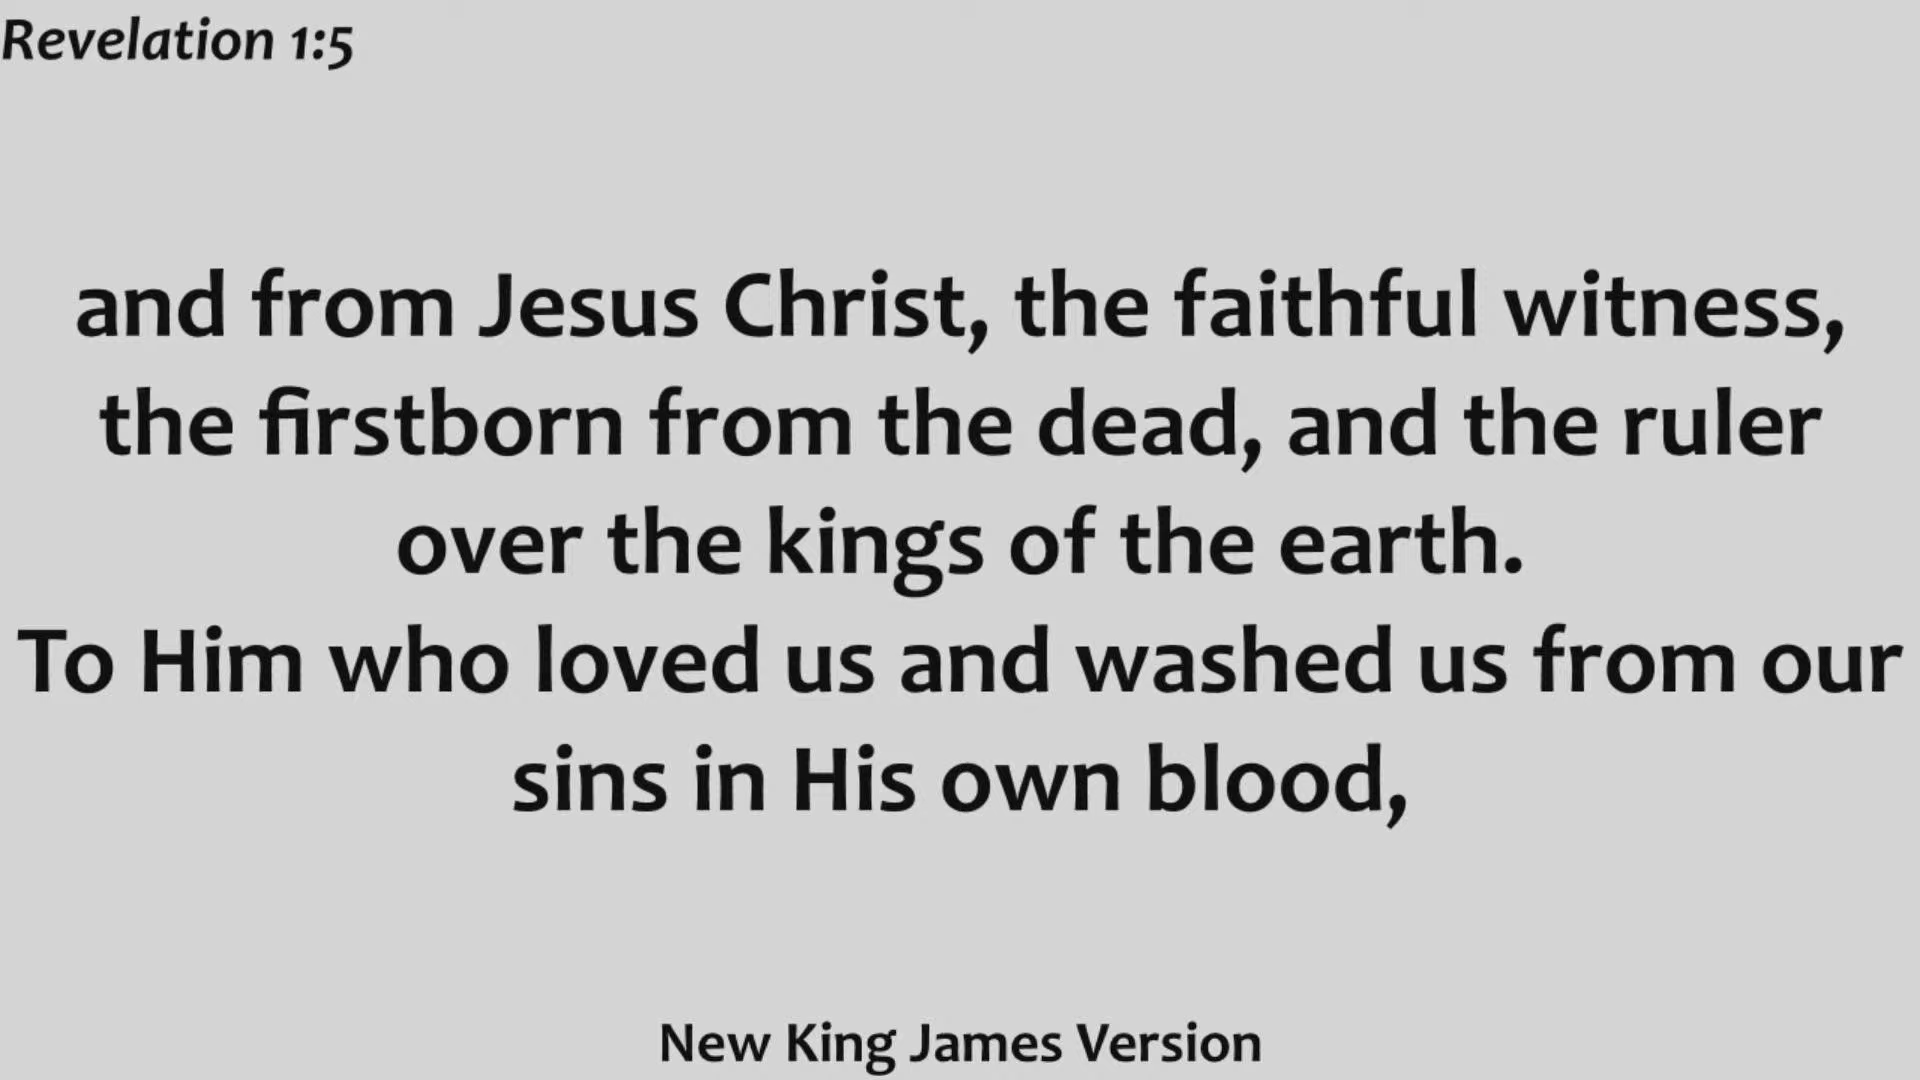 Revelation 1:5
and from Jesus Christ, the faithful witness,
the firstborn from the dead, and the ruler
over the kings of the earth.
To Him who loved us and washed us from our
sins in His own blood,
New King James Version